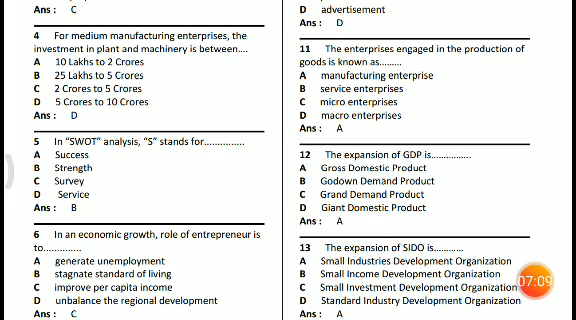 Ans : C
4 For medium manufacturing enterprises, the
investment in plant and machinery is between....
A 10 Lakhs to 2 Crores
B 25 Lakhs to 5 Crores
C 2 Crores to 5 Crores
D 5 Crores to 10 Crores
Ans : D
5 In “SWOT” analysis, “S” stands for...............
A Success
B Strength
C Survey
D Service
Ans : B
6 In an economic growth, role of entrepreneur is
to..............
A generate unemployment
B stagnate standard of living
C improve per capita income
D unbalance the regional development
Ans : C
D advertisement
Ans : D
11 The enterprises engaged in the production of
goods is known as.........
A manufacturing enterprise
B service enterprises
C micro enterprises
D macro enterprises
Ans : A
12 The expansion of GDP is................
A Gross Domestic Product
B Godown Demand Product
C Grand Demand Product
D Giant Domestic Product
Ans : A
13 The expansion of SIDO is............
A Small Industries Development Organization
B Small Income Development Organization
C Small Investment Development Organization
D Standard Industry Development Organization
Ans : A
07:09